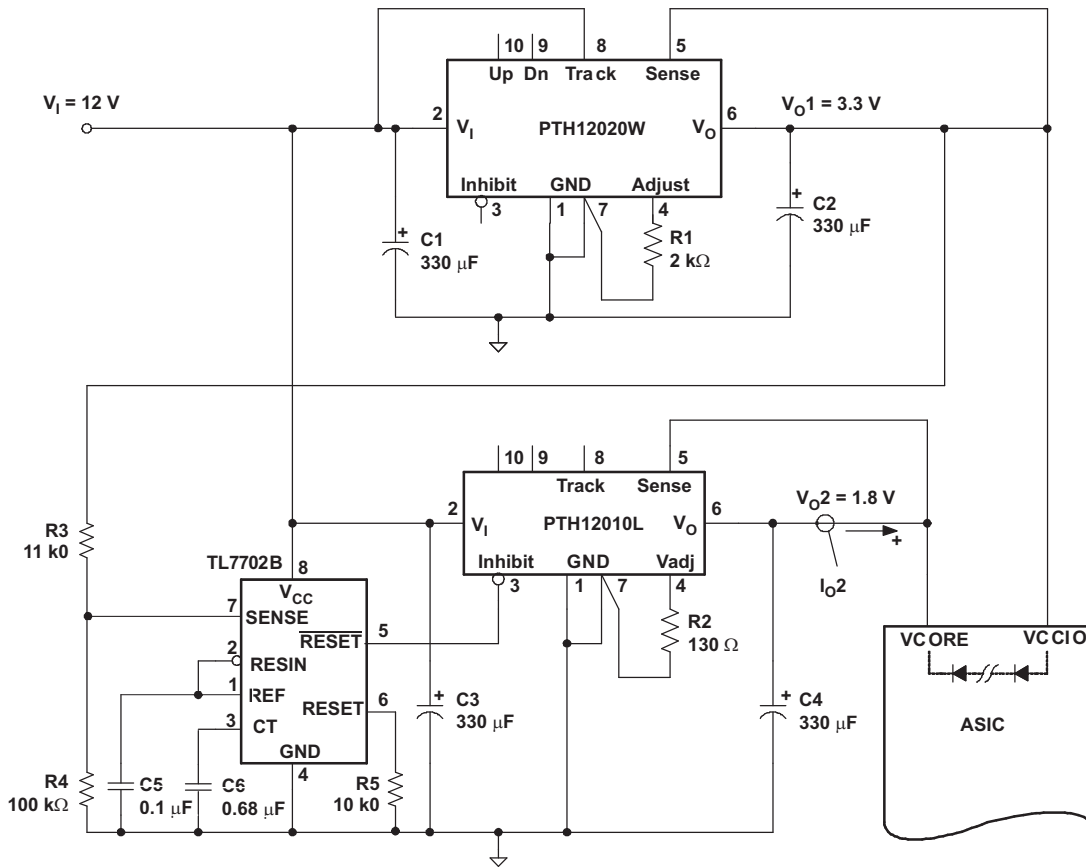 10 9 8 5
Up Dn Track Sense
V_I = 12 V
2 V_I PTH12020W V_O 6
V_O1 = 3.3 V
Inhibit GND Adjust
3 1 7 4
+ C1
330 μF
R1
2 kΩ
+ C2
330 μF
10 9 8 5
Track Sense
2 V_I PTH12010L V_O 6
V_O2 = 1.8 V
+
I_O2
Inhibit GND Vadj
3 1 7 4
R3
11 k0
TL7702B
8
V_CC
7 SENSE
RESET 5
2 RESIN
1 REF
RESET 6
3 CT
GND
4
R2
130 Ω
+ C3
330 μF
+ C4
330 μF
VCORE VCCIO
ASIC
R4
100 kΩ
C5
0.1 μF
C6
0.68 μF
R5
10 k0